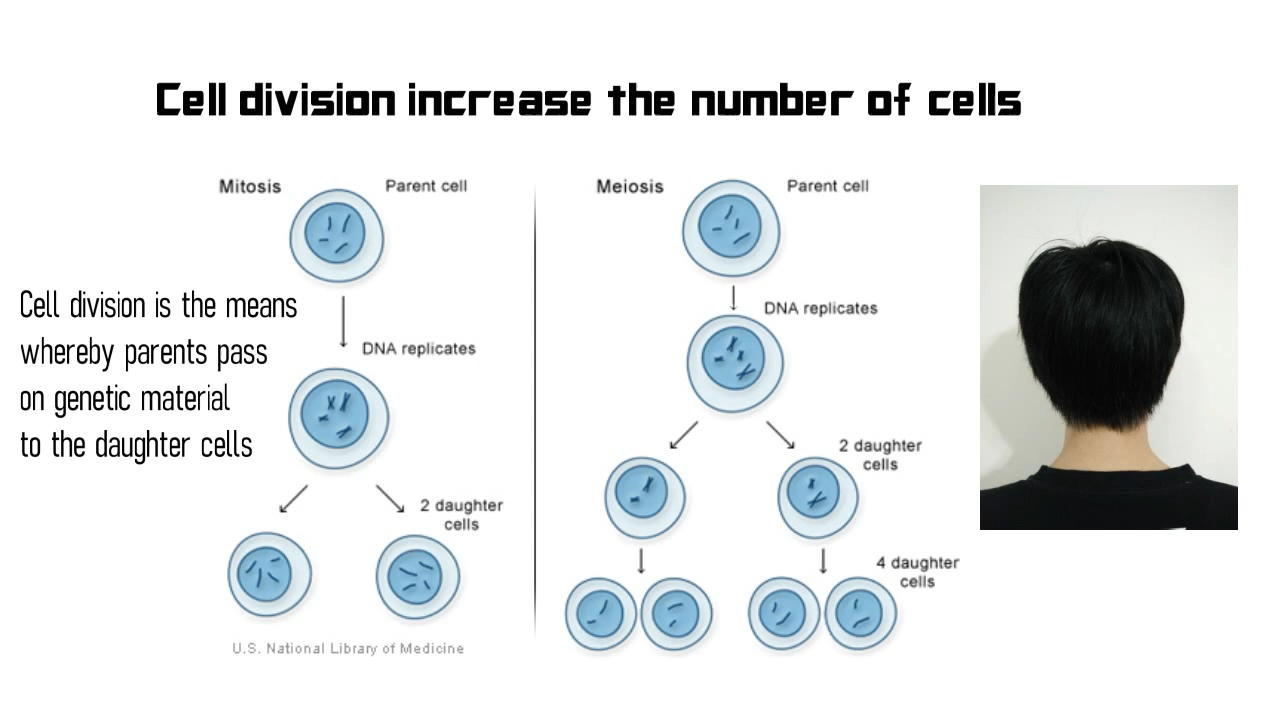 Cell division increase the number of cells
Mitosis
Parent cell
DNA replicates
2 daughter
cells
U.S. National Library of Medicine
Meiosis
Parent cell
DNA replicates
2 daughter
cells
4 daughter
cells
Cell division is the means
whereby parents pass
on genetic material
to the daughter cells